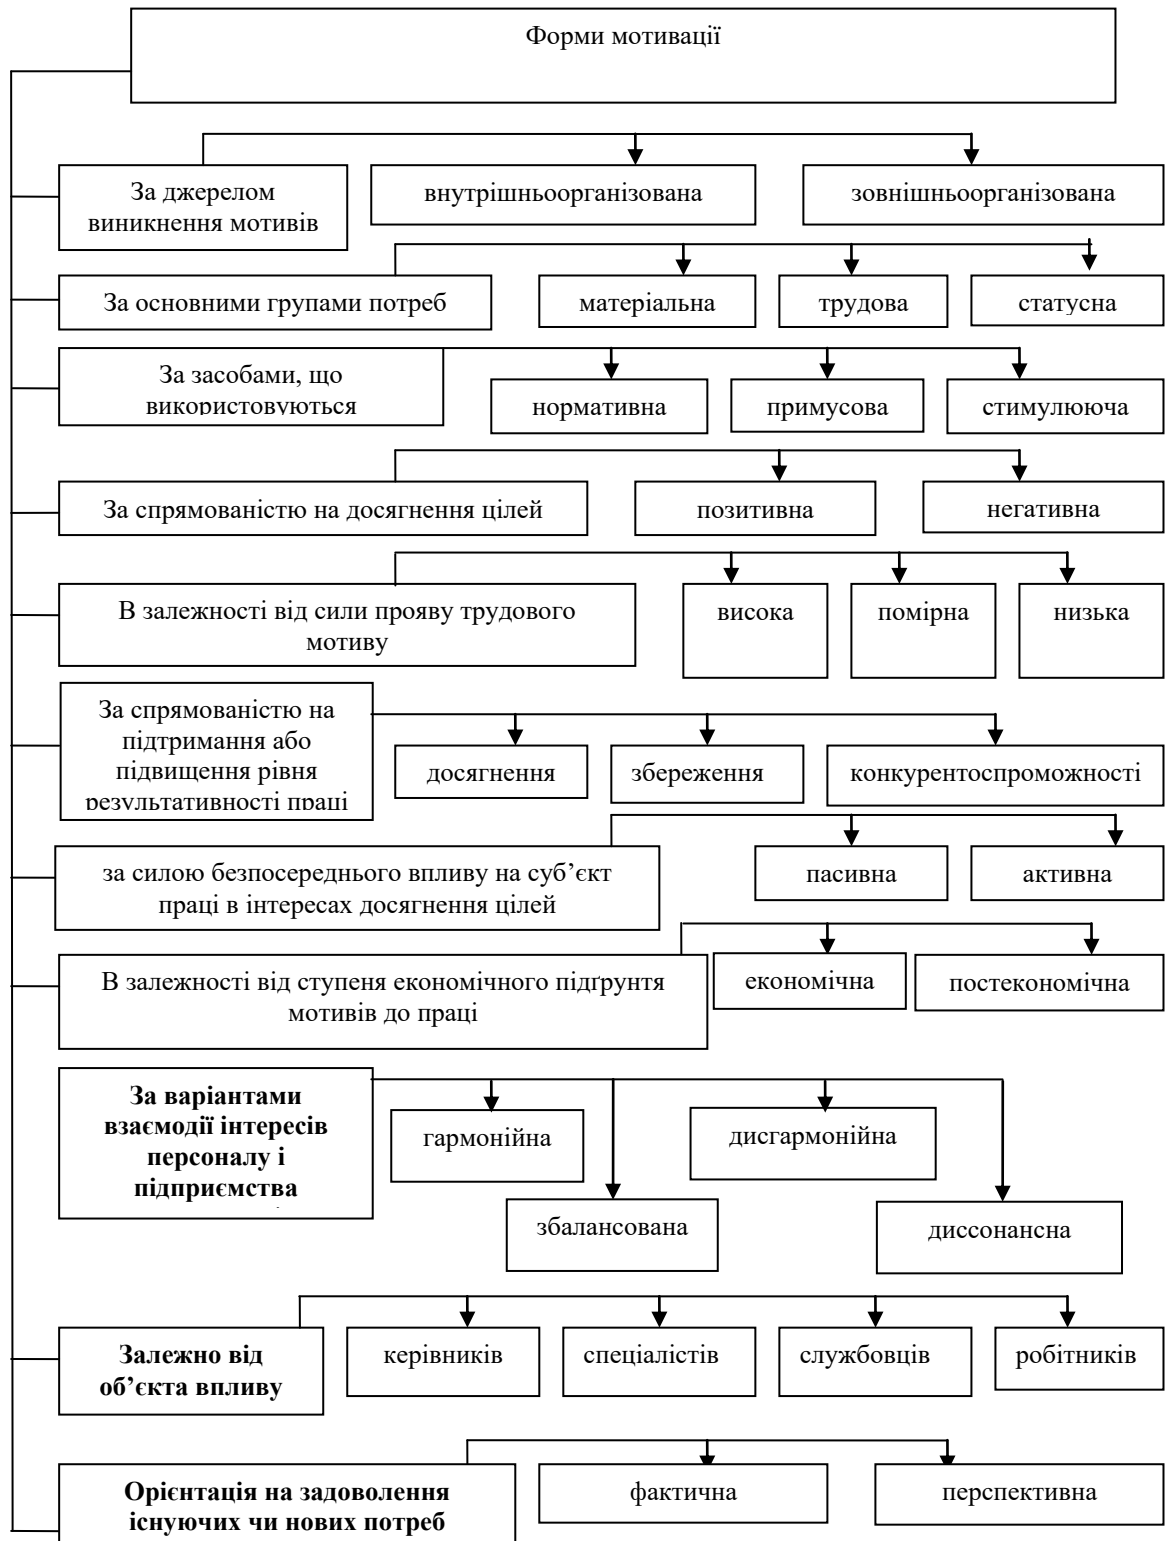 Форми мотивації
За джерелом
виникнення мотивів
внутрішньоорганізована
зовнішньоорганізована
За основними групами потреб
матеріальна
трудова
статусна
За засобами, що
використовуються
нормативна
примусова
стимулююча
За спрямованістю на досягнення цілей
позитивна
негативна
В залежності від сили прояву трудового
мотиву
висока
помірна
низька
За спрямованістю на
підтримання або
підвищення рівня
результативності праці
досягнення
збереження
конкурентоспроможності
за силою безпосереднього впливу на суб’єкт
праці в інтересах досягнення цілей
пасивна
активна
В залежності від ступеня економічного підґрунтя
мотивів до праці
економічна
постекономічна
За варіантами
взаємодії інтересів
персоналу і
підприємства
гармонійна
дисгармонійна
збалансована
диссонансна
Залежно від
об’єкта впливу
керівників
спеціалістів
службовців
робітників
Орієнтація на задоволення
існуючих чи нових потреб
фактична
перспективна